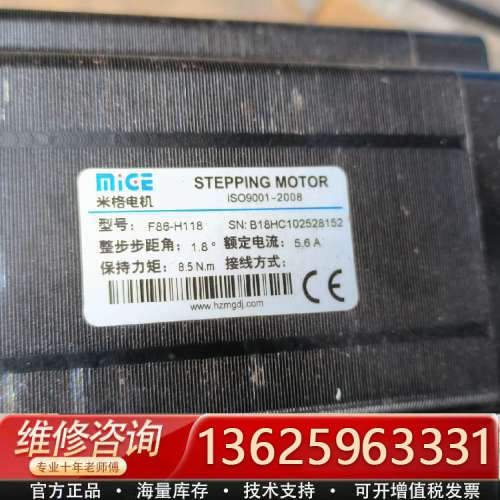 MiGE
米格电机
STEPPING MOTOR
ISO9001-2008
型号: F86-H118 SN: B18HC102528152
整步步距角: 1.8° 额定电流: 5.6A
保持力矩: 8.5N.m 接线方式:
www.hzmgdj.com
CE
维修咨询
专业十年老师傅
13625963331
官方正品 · 海量库存 · 技术支持 · 可开增值税发票